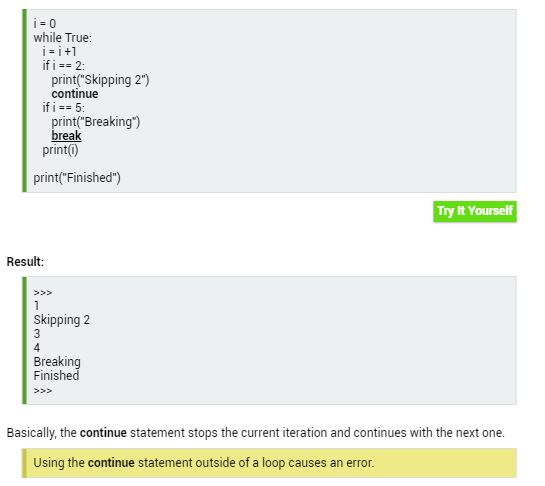 i = 0
while True:
i = i +1
if i == 2:
print("Skipping 2")
continue
if i == 5:
print("Breaking")
break
print(i)
print("Finished")
Try It Yourself
Result:
>>>
1
Skipping 2
3
4
Breaking
Finished
>>>
Basically, the continue statement stops the current iteration and continues with the next one.
Using the continue statement outside of a loop causes an error.